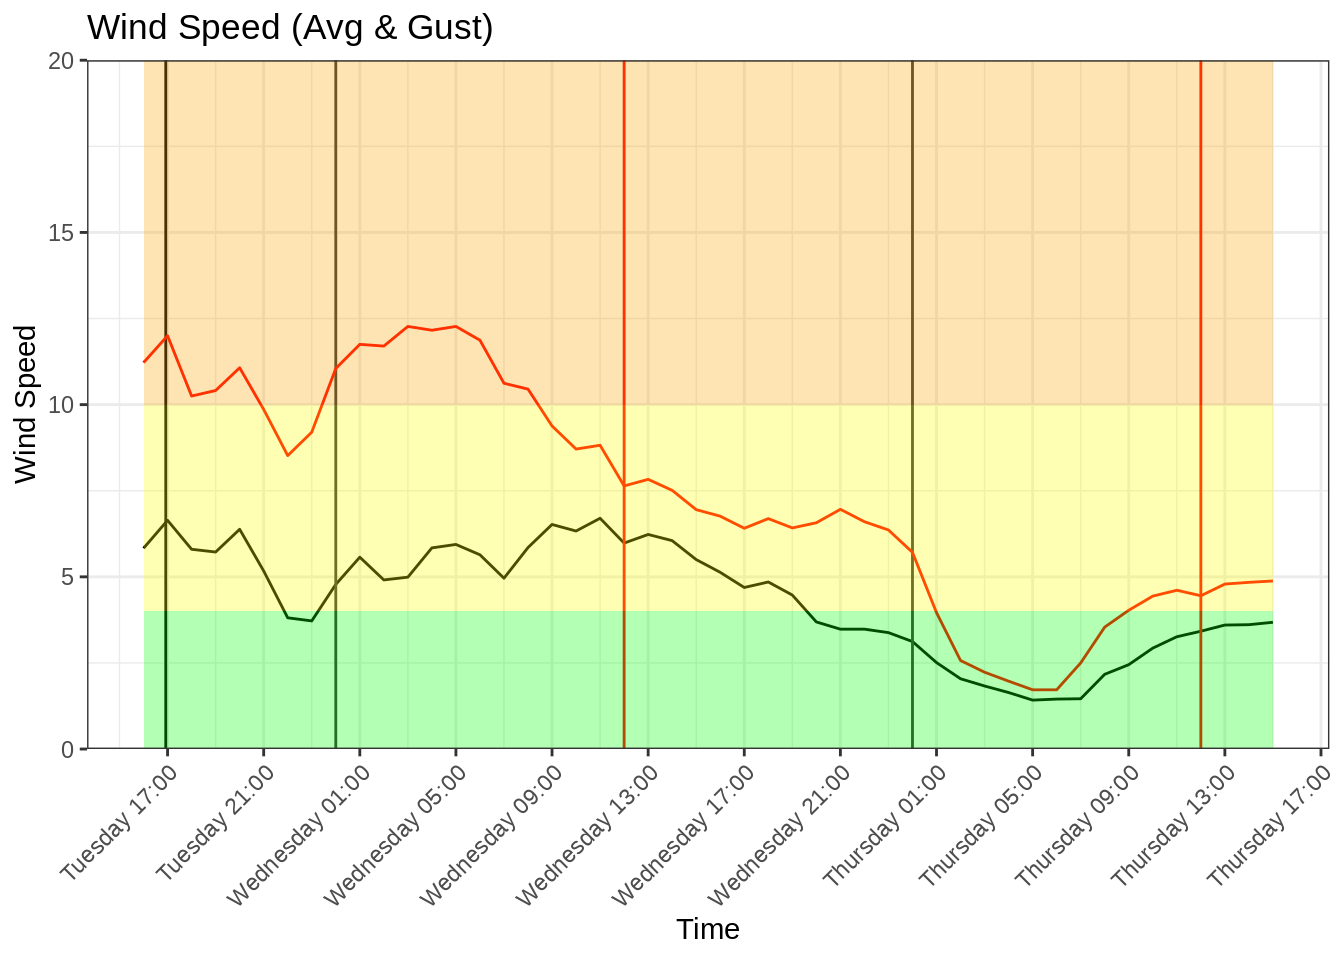 Wind Speed (Avg & Gust)
20
15
10
5
0
Wind Speed
Tuesday 17:00
Tuesday 21:00
Wednesday 01:00
Wednesday 05:00
Wednesday 09:00
Wednesday 13:00
Wednesday 17:00
Wednesday 21:00
Thursday 01:00
Thursday 05:00
Thursday 09:00
Thursday 13:00
Thursday 17:00
Time